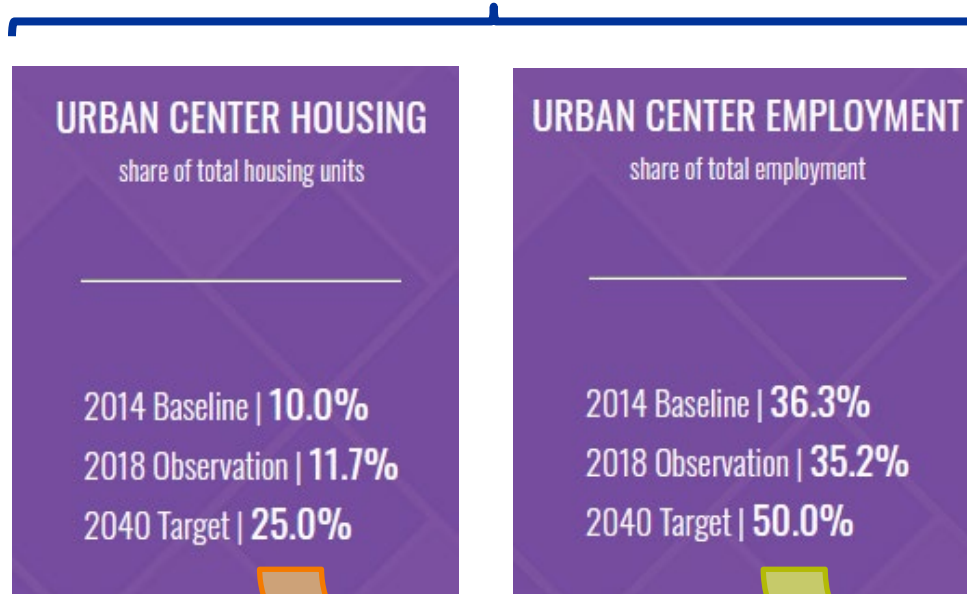 URBAN CENTER HOUSING
share of total housing units
2014 Baseline | 10.0%
2018 Observation | 11.7%
2040 Target | 25.0%
URBAN CENTER EMPLOYMENT
share of total employment
2014 Baseline | 36.3%
2018 Observation | 35.2%
2040 Target | 50.0%